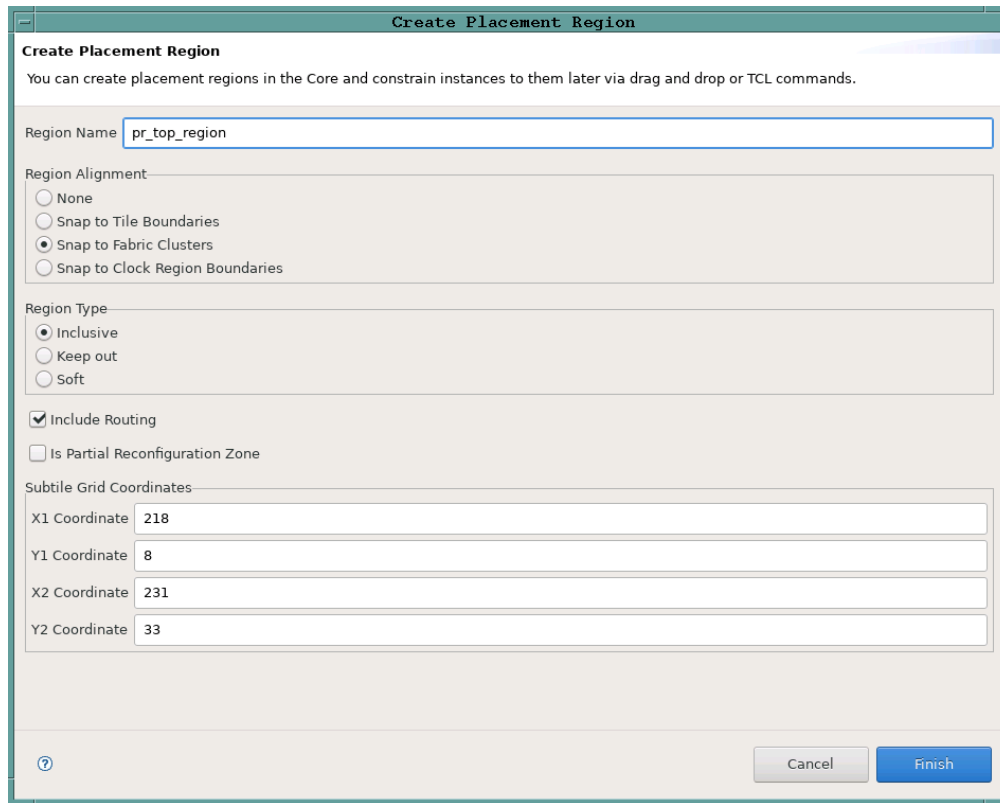 Create Placement Region
Create Placement Region
You can create placement regions in the Core and constrain instances to them later via drag and drop or TCL commands.
Region Name pr_top_region
Region Alignment
None
Snap to Tile Boundaries
Snap to Fabric Clusters
Snap to Clock Region Boundaries
Region Type
Inclusive
Keep out
Soft
Include Routing
Is Partial Reconfiguration Zone
Subtile Grid Coordinates
X1 Coordinate 218
Y1 Coordinate 8
X2 Coordinate 231
Y2 Coordinate 33
? Cancel Finish